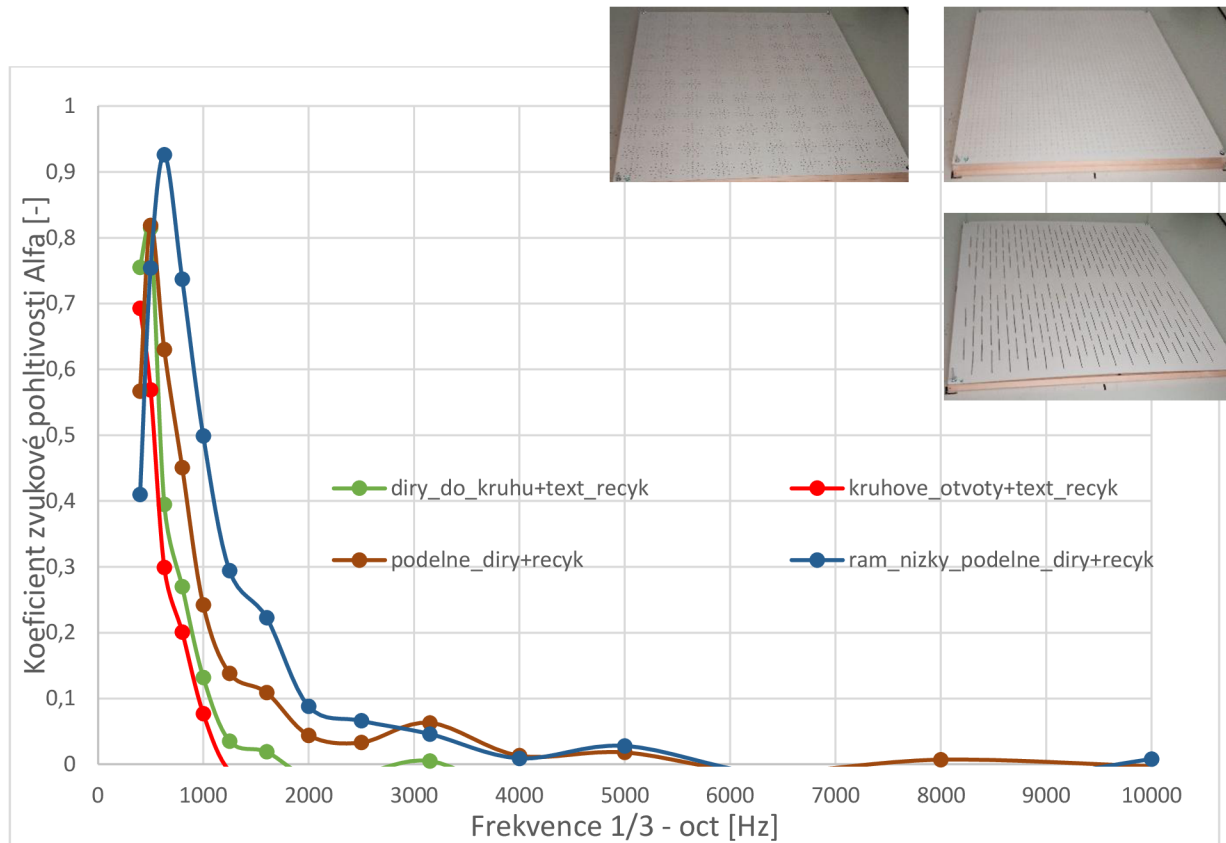 Koeficient zvukové pohltivosti Alfa [-]
1
0,9
0,8
0,7
0,6
0,5
0,4
0,3
0,2
0,1
0
diry_do_kruhu+text_recyk
kruhove_otvoty+text_recyk
podelne_diry+recyk
ram_nizky_podelne_diry+recyk
0 1000 2000 3000 4000 5000 6000 7000 8000 9000 10000
Frekvence 1/3 - oct [Hz]